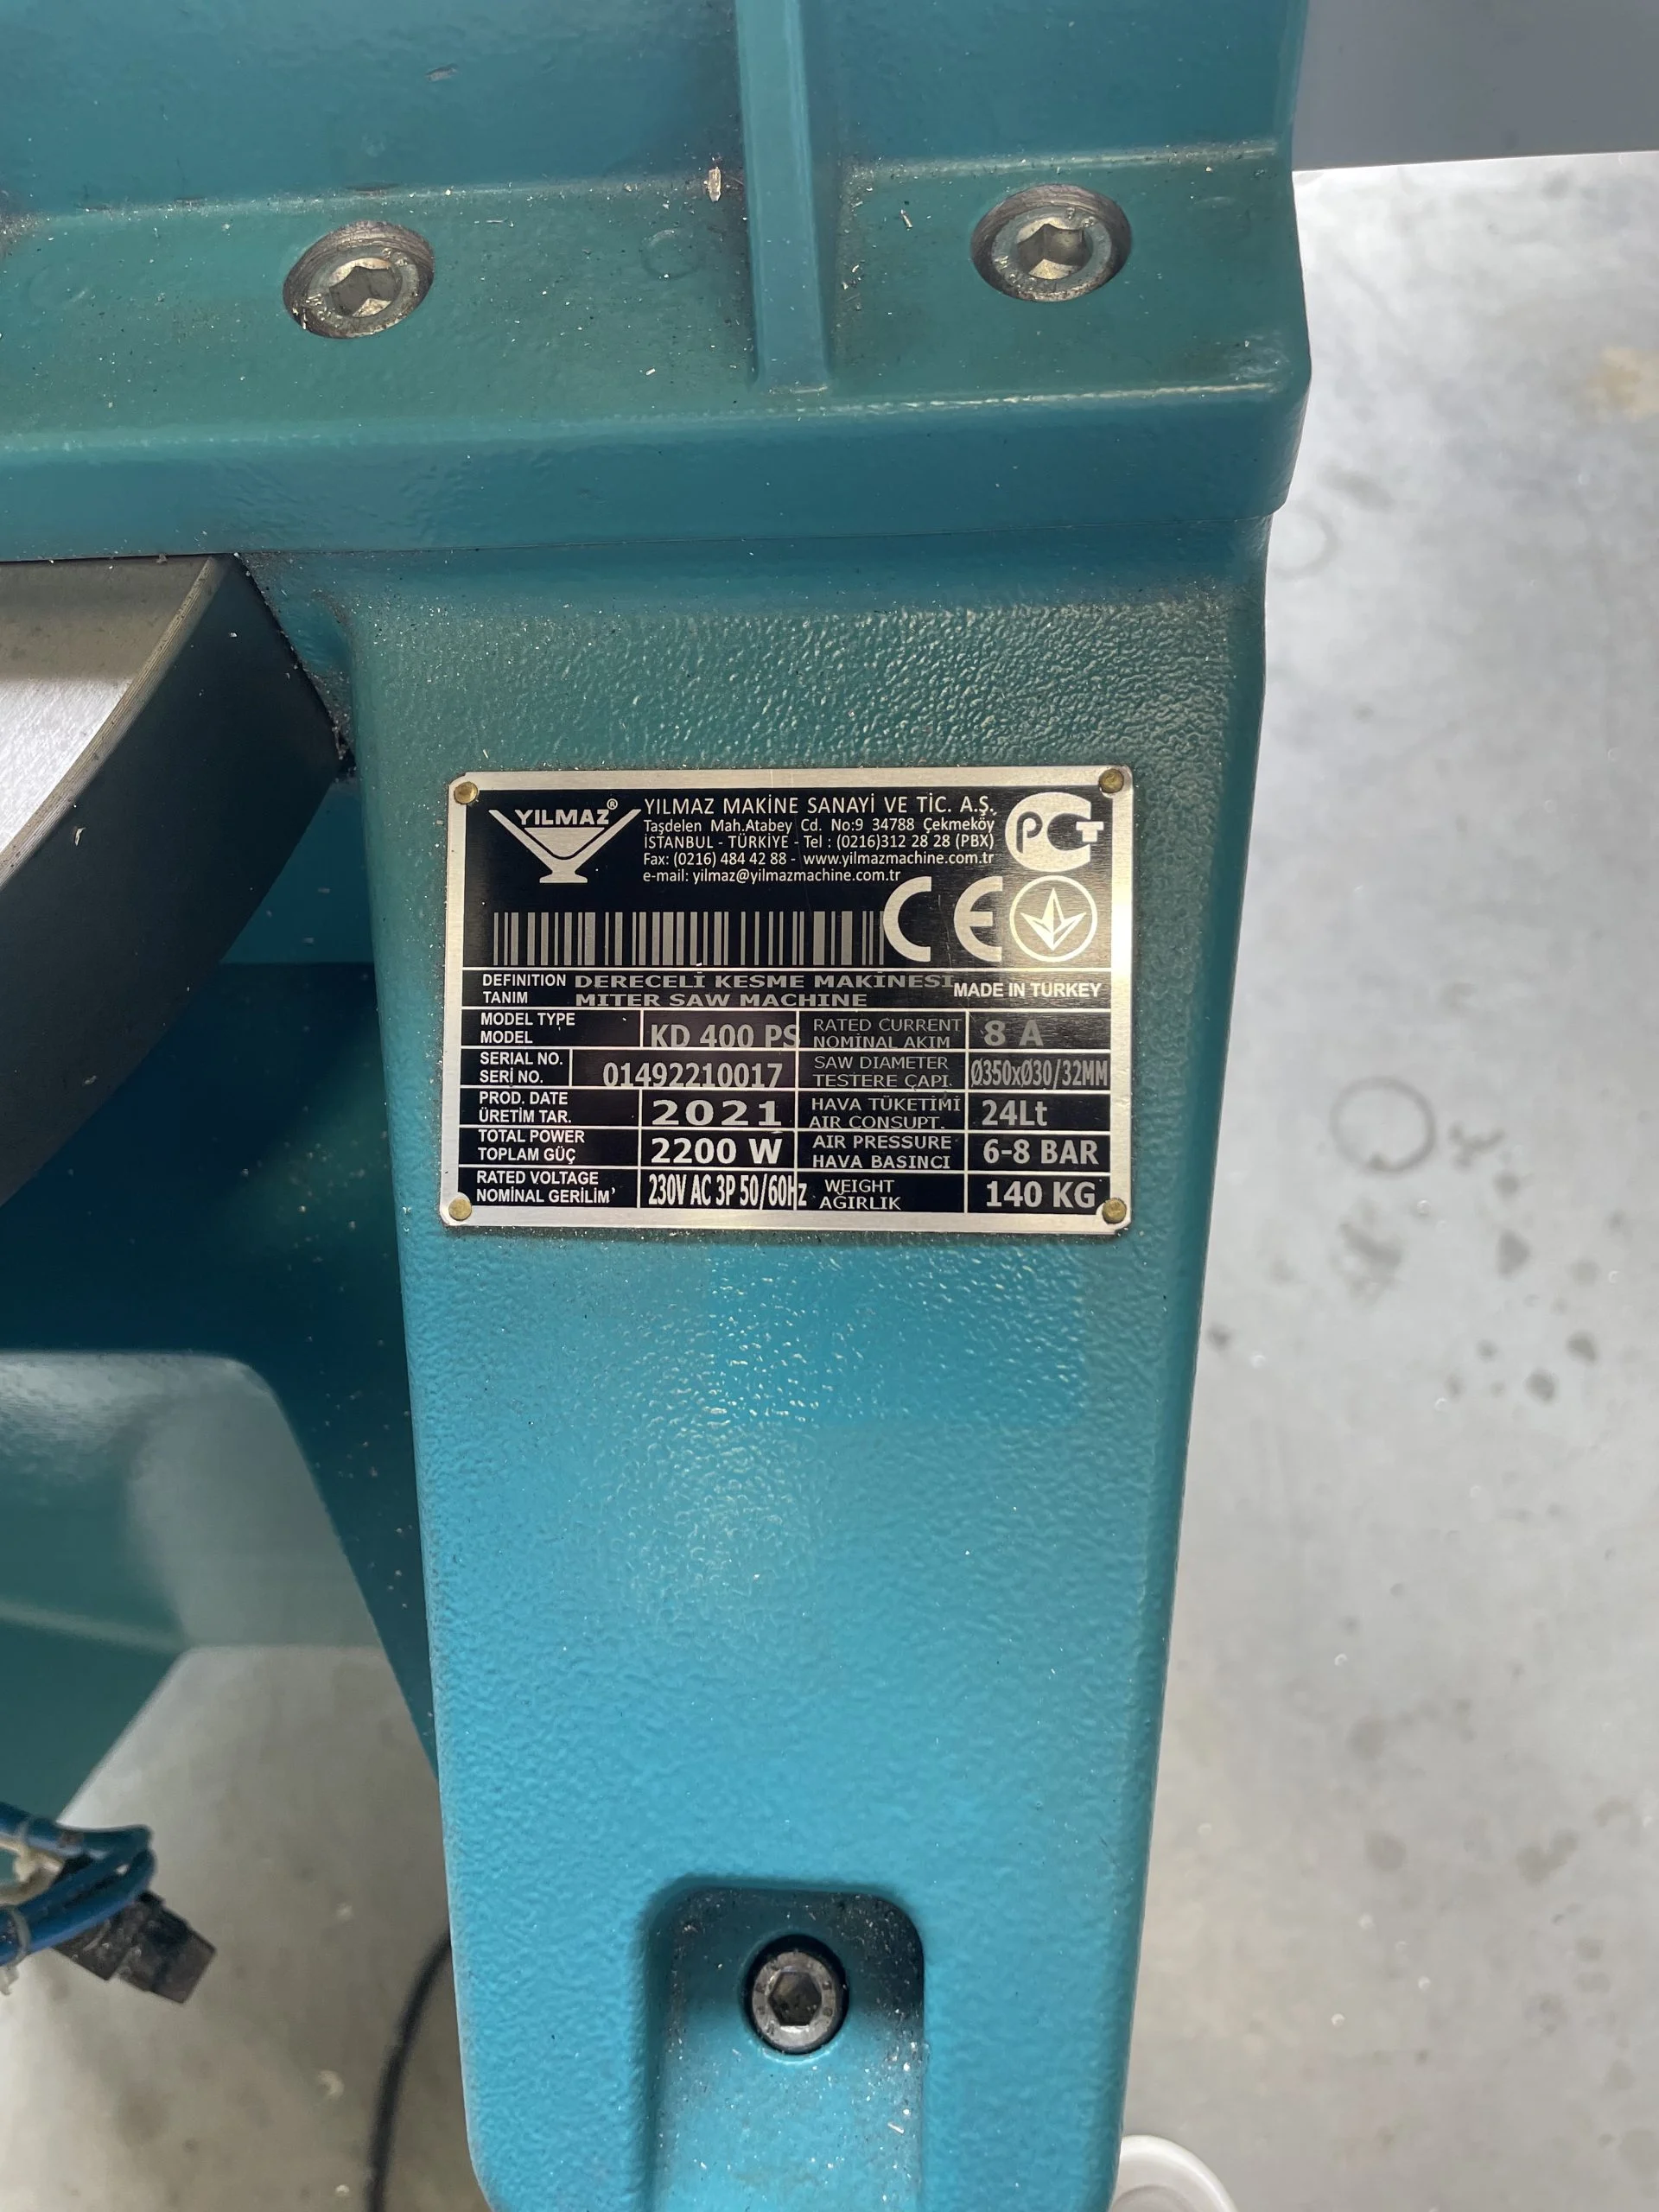 YILMAZ®
YILMAZ MAKİNE SANAYİ VE TİC. A.Ş.
Taşdelen Mah.Atabey Cd. No:9 34788 Çekmeköy
İSTANBUL - TÜRKİYE - Tel : (0216)312 28 28 (PBX)
Fax: (0216) 484 42 88 - www.yilmazmachine.com.tr
e-mail: yilmaz@yilmazmachine.com.tr
PCT
CE
DEFINITION DERECELİ KESME MAKİNESİ
TANIM MITER SAW MACHINE
MADE IN TURKEY
MODEL TYPE
MODEL
KD 400 PS
RATED CURRENT
NOMİNAL AKIM
8 A
SERIAL NO.
SERİ NO.
01492210017
SAW DIAMETER
TESTERE ÇAPI.
Ø350xØ30/32MM
PROD. DATE
ÜRETİM TAR.
2021
HAVA TÜKETİMİ
AIR CONSUPT.
24Lt
TOTAL POWER
TOPLAM GÜÇ
2200 W
AIR PRESSURE
HAVA BASINCI
6-8 BAR
RATED VOLTAGE
NOMİNAL GERİLİM'
230V AC 3P 50/60Hz
WEIGHT
AĞIRLIK
140 KG